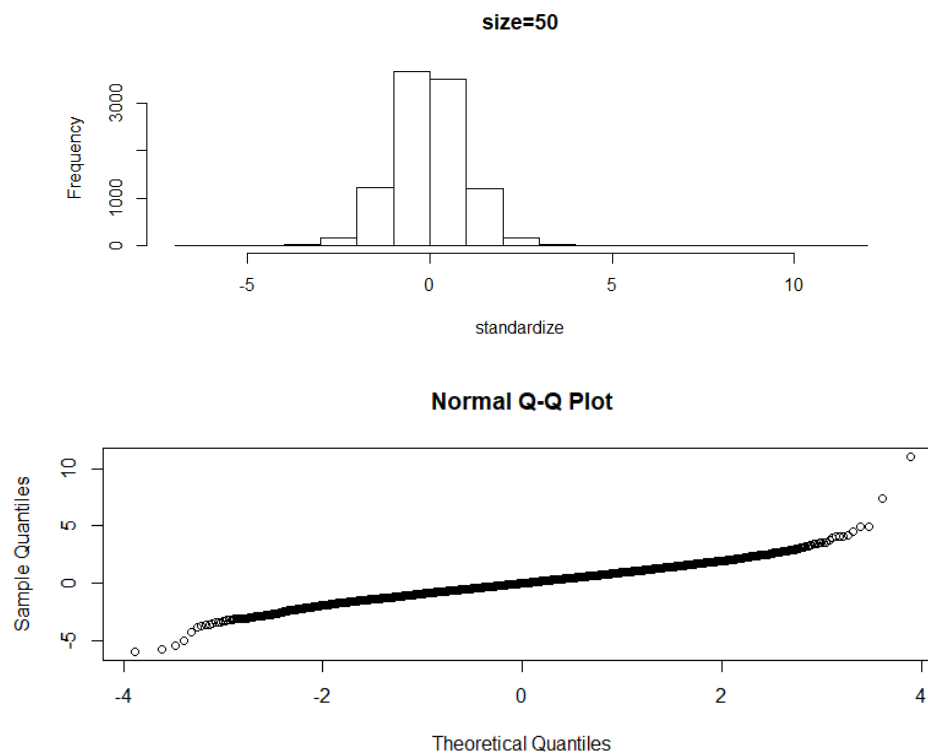 size=50
Frequency
3000
1000
0
-5
0
5
10
standardize
Normal Q-Q Plot
Sample Quantiles
10
5
0
-5
-4
-2
0
2
4
Theoretical Quantiles